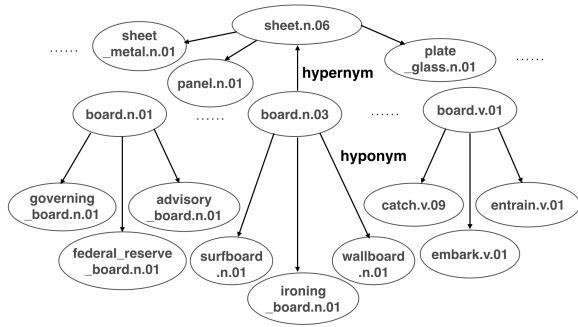 sheet.n.06
sheet
_metal.n.01
......
plate
_glass.n.01
......
panel.n.01
hypernym
board.n.01
......
board.n.03
......
board.v.01
hyponym
governing
_board.n.01
advisory
_board.n.01
catch.v.09
entrain.v.01
federal_reserve
_board.n.01
surfboard
.n.01
wallboard
.n.01
embark.v.01
ironing
_board.n.01